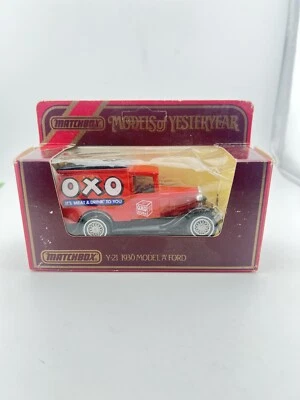 MATCHBOX MODELS of YESTERYEAR
OXO
"IT'S MEAT & DRINK" TO YOU
MATCHBOX Y-21 1930 MODEL 'A' FORD